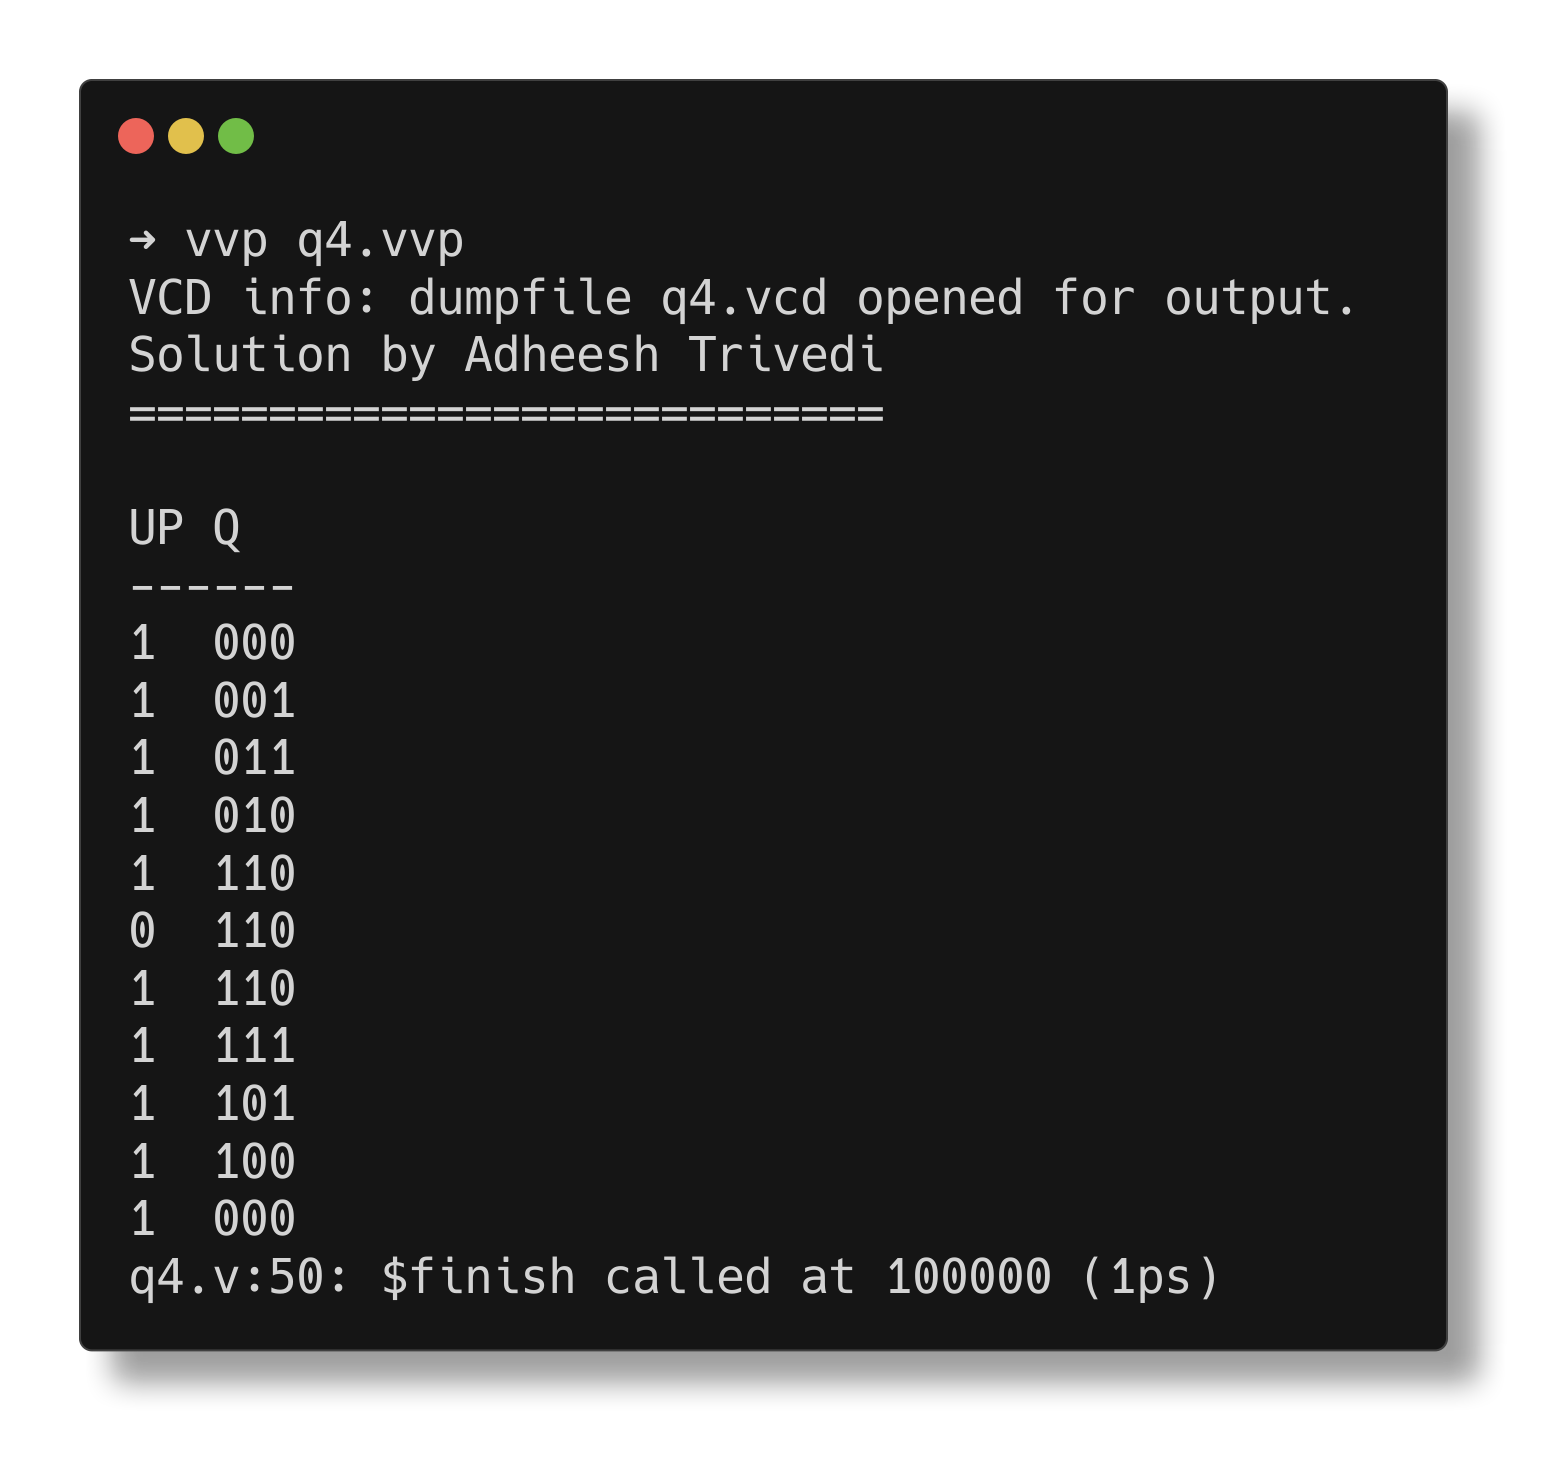 ➜ vvp q4.vvp
VCD info: dumpfile q4.vcd opened for output.
Solution by Adheesh Trivedi
===========================

UP Q
------
1  000
1  001
1  011
1  010
1  110
0  110
1  110
1  111
1  101
1  100
1  000
q4.v:50: $finish called at 100000 (1ps)